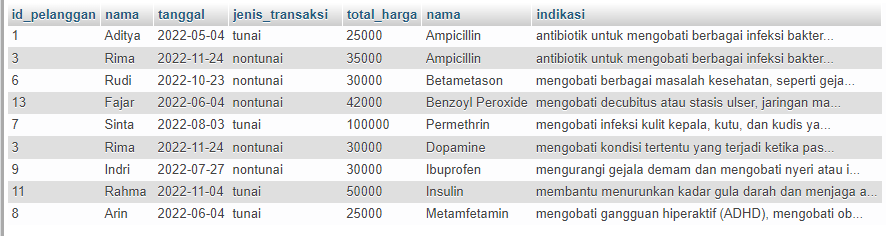 id_pelanggan nama tanggal jenis_transaksi total_harga nama indikasi
1 Aditya 2022-05-04 tunai 25000 Ampicillin antibiotik untuk mengobati berbagai infeksi bakter...
3 Rima 2022-11-24 nontunai 35000 Ampicillin antibiotik untuk mengobati berbagai infeksi bakter...
6 Rudi 2022-10-23 nontunai 30000 Betametason mengobati berbagai masalah kesehatan, seperti geja...
13 Fajar 2022-06-04 nontunai 42000 Benzoyl Peroxide mengobati decubitus atau stasis ulser, jaringan ma...
7 Sinta 2022-08-03 tunai 100000 Permethrin mengobati infeksi kulit kepala, kutu, dan kudis ya...
3 Rima 2022-11-24 nontunai 30000 Dopamine mengobati kondisi tertentu yang terjadi ketika pas...
9 Indri 2022-07-27 nontunai 30000 Ibuprofen mengurangi gejala demam dan mengobati nyeri atau i...
11 Rahma 2022-11-04 tunai 50000 Insulin membantu menurunkan kadar gula darah dan menjaga a...
8 Arin 2022-06-04 tunai 25000 Metamfetamin mengobati gangguan hiperaktif (ADHD), mengobati ob...